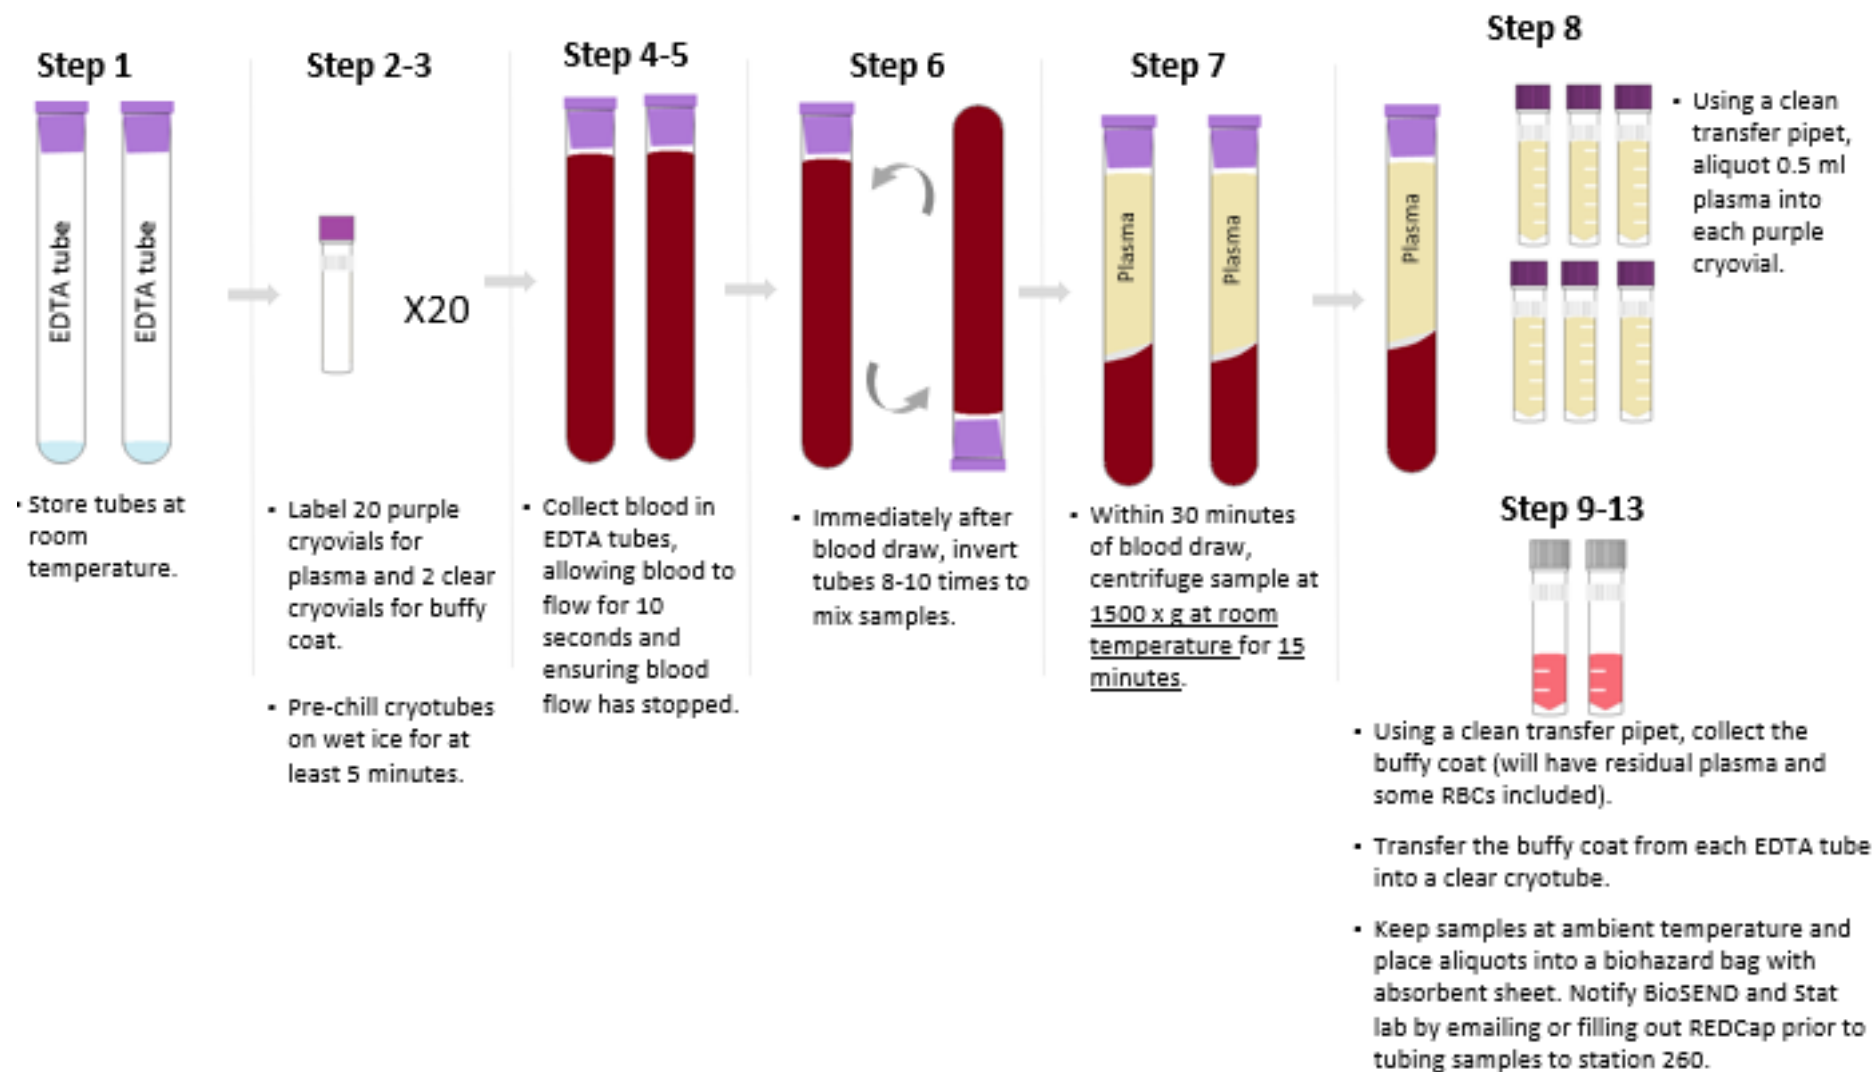 Step 1
EDTA tube
EDTA tube
▪ Store tubes at
room
temperature.
Step 2-3
X20
▪ Label 20 purple
cryovials for
plasma and 2 clear
cryovials for buffy
coat.
▪ Pre-chill cryotubes
on wet ice for at
least 5 minutes.
Step 4-5
▪ Collect blood in
EDTA tubes,
allowing blood to
flow for 10
seconds and
ensuring blood
flow has stopped.
Step 6
▪ Immediately after
blood draw, invert
tubes 8-10 times to
mix samples.
Step 7
Plasma
Plasma
▪ Within 30 minutes
of blood draw,
centrifuge sample at
1500 x g at room
temperature for 15
minutes.
Step 8
Plasma
▪ Using a clean
transfer pipet,
aliquot 0.5 ml
plasma into
each purple
cryovial.
Step 9-13
▪ Using a clean transfer pipet, collect the
buffy coat (will have residual plasma and
some RBCs included).
▪ Transfer the buffy coat from each EDTA tube
into a clear cryotube.
▪ Keep samples at ambient temperature and
place aliquots into a biohazard bag with
absorbent sheet. Notify BioSEND and Stat
lab by emailing or filling out REDCap prior to
tubing samples to station 260.